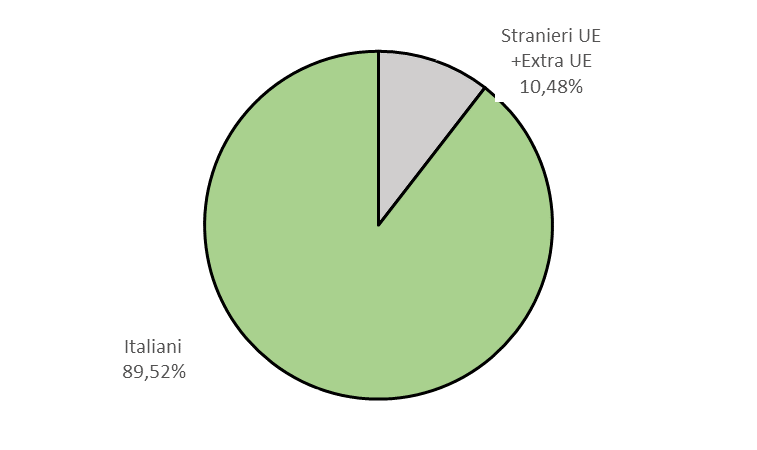 Stranieri UE
+Extra UE
10,48%
Italiani
89,52%